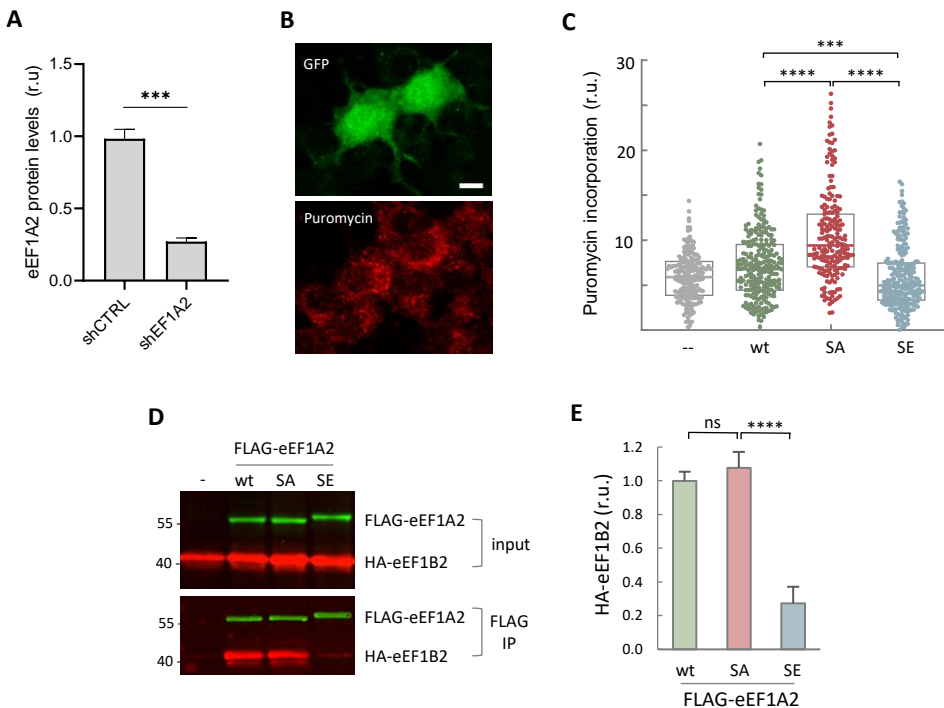 A
eEF1A2 protein levels (r.u)
1.5
1.0
0.5
0.0
***
shCTRL
shEF1A2
B
GFP
Puromycin
C
Puromycin incorporation (r.u.)
30
20
10
***
**** ****
-- wt SA SE
D
FLAG-eEF1A2
- wt SA SE
55
40
FLAG-eEF1A2
HA-eEF1B2
input
55
40
FLAG-eEF1A2
HA-eEF1B2
FLAG
IP
E
HA-eEF1B2 (r.u.)
1.2
1.0
0.8
0.6
0.4
0.2
0.0
ns ****
wt SA SE
FLAG-eEF1A2